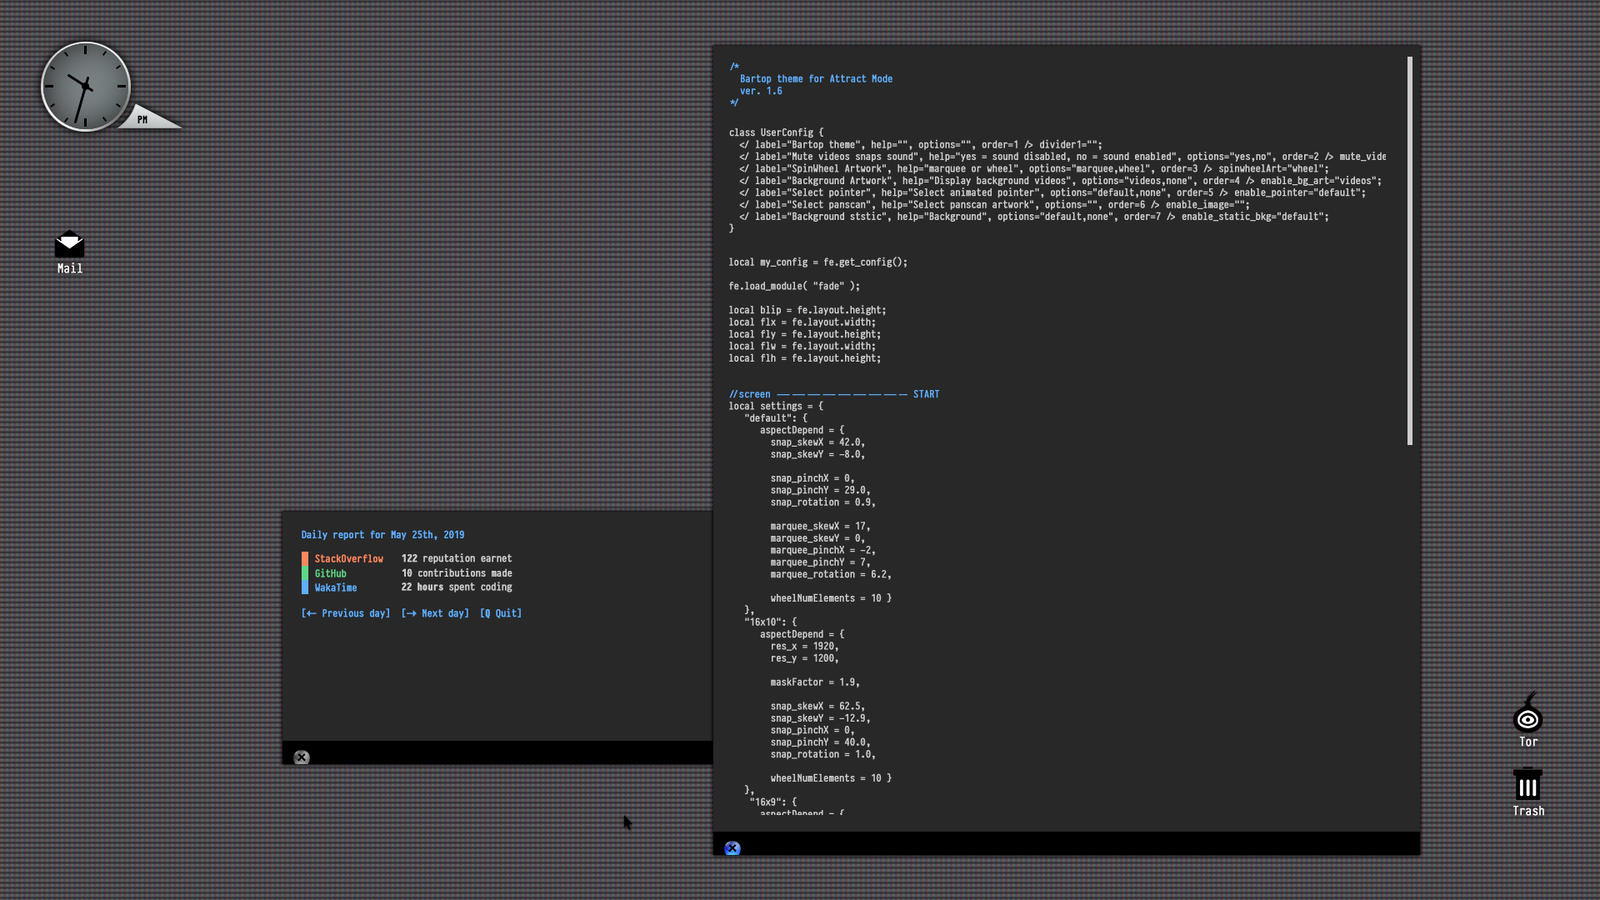 PM
Mail
Daily report for May 25th, 2019
StackOverflow 122 reputation earnet
GitHub 10 contributions made
WakaTime 22 hours spent coding
[← Previous day] [→ Next day] [Q Quit]
/*
Bartop theme for Attract Mode
ver. 1.6
*/
class UserConfig {
</ label="Bartop theme", help="", options="", order=1 /> divider1="";
</ label="Mute videos snaps sound", help="yes = sound disabled, no = sound enabled", options="yes,no", order=2 /> mute_vide
</ label="SpinWheel Artwork", help="marquee or wheel", options="marquee,wheel", order=3 /> spinwheelArt="wheel";
</ label="Background Artwork", help="Display background videos", options="videos,none", order=4 /> enable_bg_art="videos";
</ label="Select pointer", help="Select animated pointer", options="default,none", order=5 /> enable_pointer="default";
</ label="Select panscan", help="Select panscan artwork", options="", order=6 /> enable_image="";
</ label="Background ststic", help="Background", options="default,none", order=7 /> enable_static_bkg="default";
}
local my_config = fe.get_config();
fe.load_module( "fade" );
local blip = fe.layout.height;
local flx = fe.layout.width;
local fly = fe.layout.height;
local flw = fe.layout.width;
local flh = fe.layout.height;
//screen —————————————————— START
local settings = {
"default": {
aspectDepend = {
snap_skewX = 42.0,
snap_skewY = -8.0,
snap_pinchX = 0,
snap_pinchY = 29.0,
snap_rotation = 0.9,
marquee_skewX = 17,
marquee_skewY = 0,
marquee_pinchX = -2,
marquee_pinchY = 7,
marquee_rotation = 6.2,
wheelNumElements = 10 }
},
"16x10": {
aspectDepend = {
res_x = 1920,
res_y = 1200,
maskFactor = 1.9,
snap_skewX = 62.5,
snap_skewY = -12.9,
snap_pinchX = 0,
snap_pinchY = 40.0,
snap_rotation = 1.0,
wheelNumElements = 10 }
},
"16x9": {
aspectDepend = {
Tor
Trash